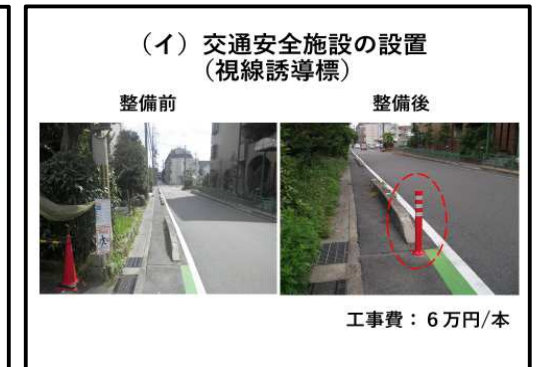 （イ）交通安全施設の設置
（視線誘導標）
整備前
整備後
工事費：６万円/本